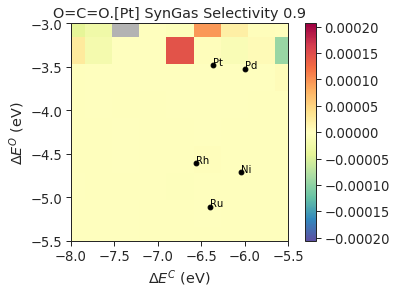 O=C=O.[Pt] SynGas Selectivity 0.9
−3.0
−3.5
−4.0
−4.5
−5.0
−5.5
ΔE^O (eV)
Pt
Pd
Rh
Ni
Ru
−8.0 −7.5 −7.0 −6.5 −6.0 −5.5
ΔE^C (eV)
0.00020
0.00015
0.00010
0.00005
0.00000
−0.00005
−0.00010
−0.00015
−0.00020